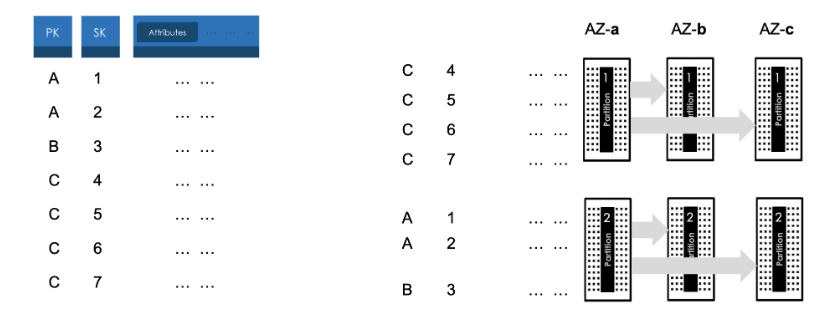 PK SK Attributes ... ... ...
A 1 ... ...
A 2 ... ...
B 3 ... ...
C 4 ... ...
C 5 ... ...
C 6 ... ...
C 7 ... ...
AZ-a AZ-b AZ-c
C 4 ... ...
C 5 ... ...
C 6 ... ...
C 7 ... ...
1 Partition
1 Partition
1 Partition
A 1 ... ...
A 2 ... ...
B 3 ... ...
2 Partition
2 Partition
2 Partition